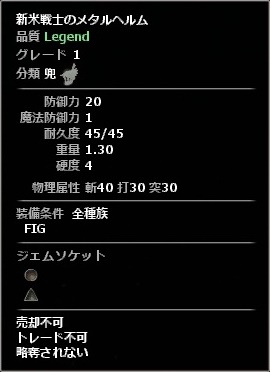 新米戦士のメタルヘルム
品質 Legend
グレード 1
分類 兜
防御力 20
魔法防御力 1
耐久度 45/45
重量 1.30
硬度 4
物理属性 斬40 打30 突30
装備条件 全種族
FIG
ジェムソケット
売却不可
トレード不可
略奪されない